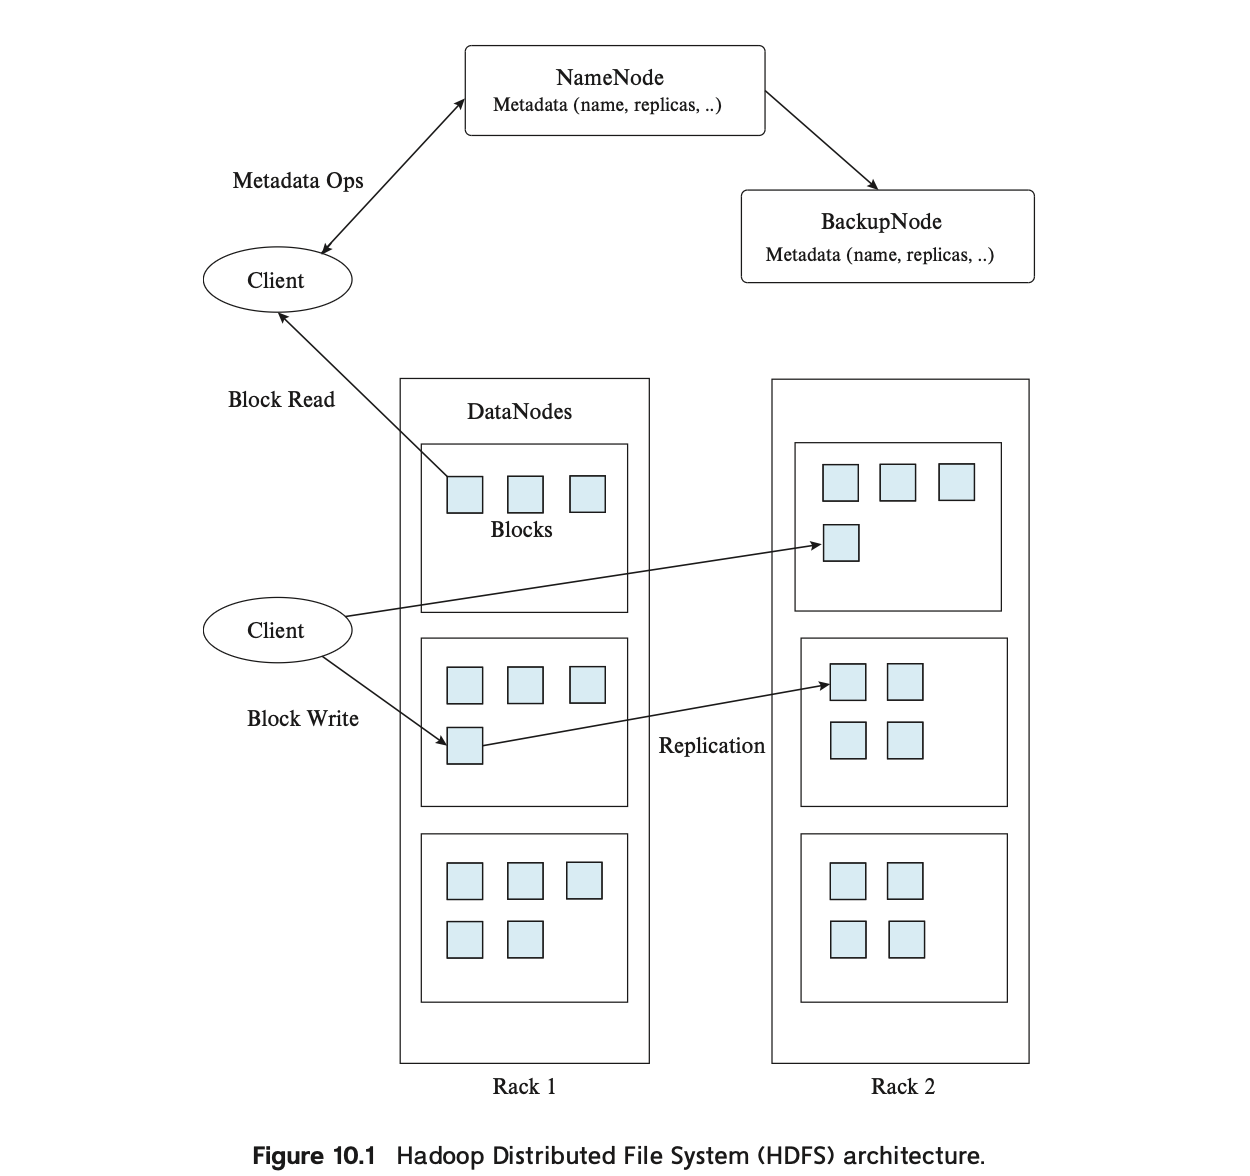 NameNode
Metadata (name, replicas, ..)
Metadata Ops
BackupNode
Metadata (name, replicas, ..)
Client
Block Read
DataNodes
Blocks
Client
Block Write
Replication
Rack 1
Rack 2
Figure 10.1 Hadoop Distributed File System (HDFS) architecture.